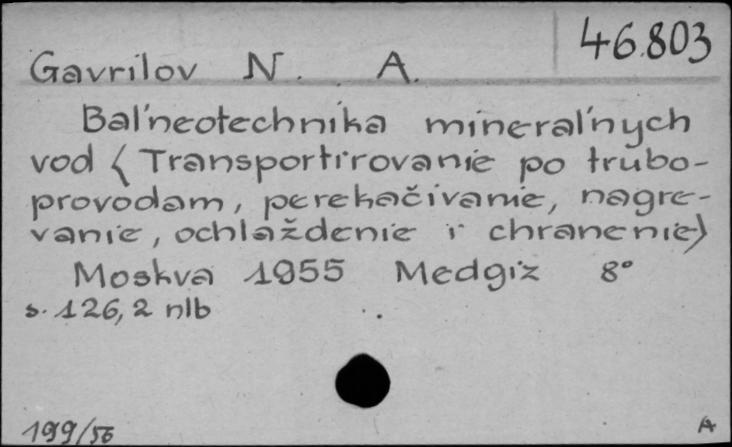 46.803
Gavrilov N. A.
Bal'neotechnika mineral'nych
vod (Transportirovanie po trubo-
provodam, perekačivanie, nagre-
vanie, ochlaždenie i chranenie)
Moskva 1955 Medgiz 8°
s. 126, 2 nlb
199/56
A